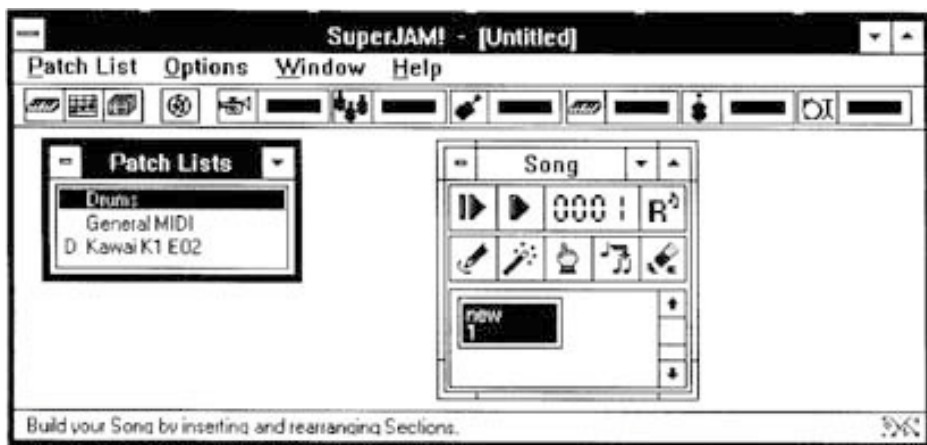 SuperJAM! - [Untitled]
Patch List Options Window Help
Patch Lists
Drums
General MIDI
D Kawai K1 E02
Song
0001 R
new
1
Build your Song by inserting and rearranging Sections.